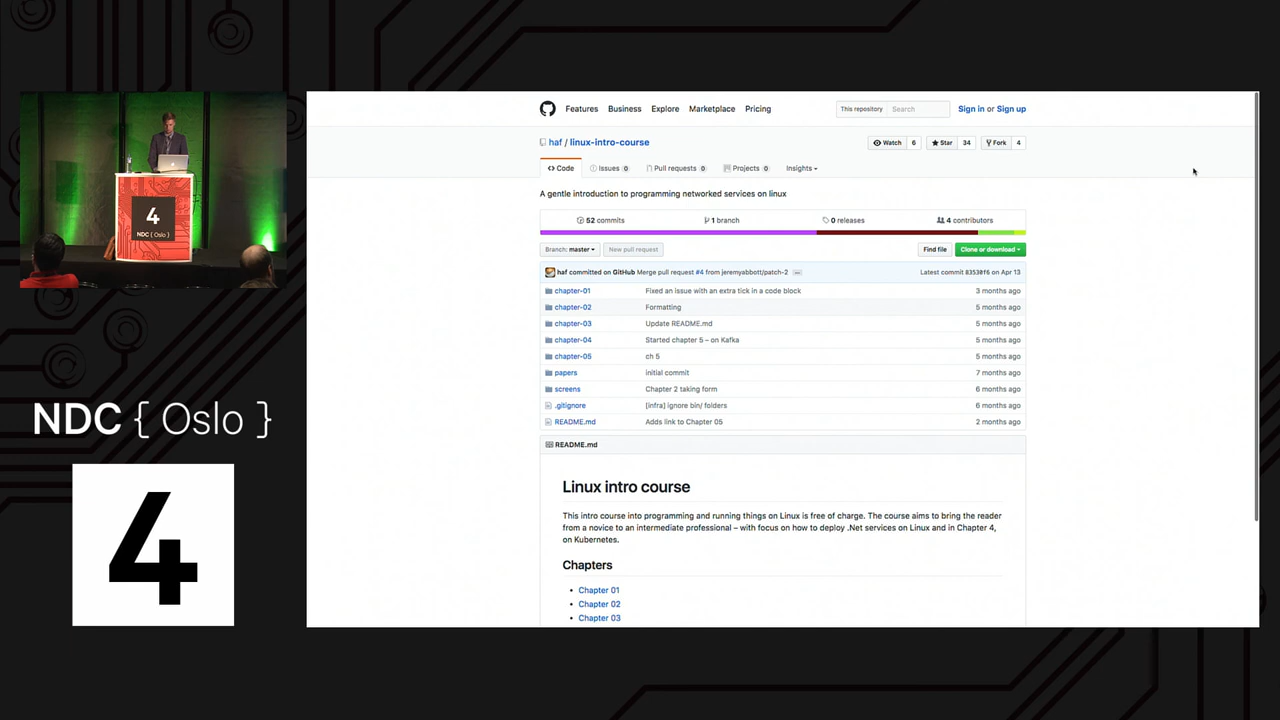 4
NDC { Oslo }
NDC { Oslo }
4
Features Business Explore Marketplace Pricing
This repository Search
Sign in or Sign up
haf / linux-intro-course
Watch 6 Star 34 Fork 4
Code Issues 0 Pull requests 0 Projects 0 Insights
A gentle introduction to programming networked services on linux
52 commits 1 branch 0 releases 4 contributors
Branch: master New pull request Find file Clone or download
haf committed on GitHub Merge pull request #4 from jeremyabbott/patch-2 ... Latest commit 83530f6 on Apr 13
chapter-01 Fixed an issue with an extra tick in a code block 3 months ago
chapter-02 Formatting 5 months ago
chapter-03 Update README.md 5 months ago
chapter-04 Started chapter 5 – on Kafka 5 months ago
chapter-05 ch 5 5 months ago
papers initial commit 7 months ago
screens Chapter 2 taking form 6 months ago
.gitignore [infra] ignore bin/ folders 6 months ago
README.md Adds link to Chapter 05 2 months ago
README.md
Linux intro course
This intro course into programming and running things on Linux is free of charge. The course aims to bring the reader
from a novice to an intermediate professional – with focus on how to deploy .Net services on Linux and in Chapter 4,
on Kubernetes.
Chapters
• Chapter 01
• Chapter 02
• Chapter 03